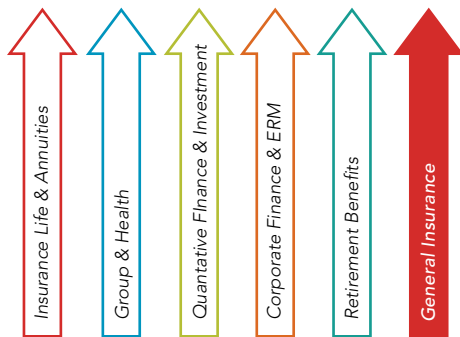 Insurance Life & Annuities
Group & Health
Quantative FInance & Investment
Corporate Finance & ERM
Retirement Benefits
General Insurance